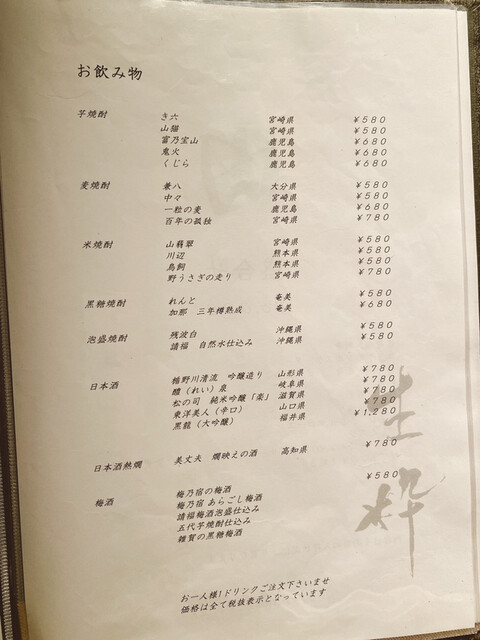 お飲み物
芋焼酎 き六 宮崎県 ¥580
山猫 宮崎県 ¥580
富乃宝山 鹿児島 ¥680
鬼火 鹿児島 ¥680
くじら 鹿児島 ¥680
麦焼酎 兼八 大分県 ¥580
中々 宮崎県 ¥580
一粒の麦 鹿児島 ¥680
百年の孤独 宮崎県 ¥780
米焼酎 山翡翠 宮崎県 ¥580
川辺 熊本県 ¥580
鳥飼 熊本県 ¥580
野うさぎの走り 宮崎県 ¥780
黒糖焼酎 れんと 奄美 ¥580
加那 三年樽熟成 奄美 ¥680
泡盛焼酎 残波白 沖縄県 ¥580
請福 自然水仕込み 沖縄県 ¥580
日本酒 楯野川清流 吟醸造り 山形県 ¥780
醴(れい)泉 岐阜県 ¥780
松の司 純米吟醸「楽」 滋賀県 ¥780
東洋美人(辛口) 山口県 ¥780
黒龍(大吟醸) 福井県 ¥1,280
日本酒熱燗 美丈夫 燗映えの酒 高知県 ¥780
梅酒 梅乃宿の梅酒 ¥580
梅乃宿 あらごし梅酒
請福梅酒泡盛仕込み
五代芋焼酎仕込み
雑賀の黒糖梅酒
お一人様1ドリンクご注文下さいませ
価格は全て税抜表示となっています